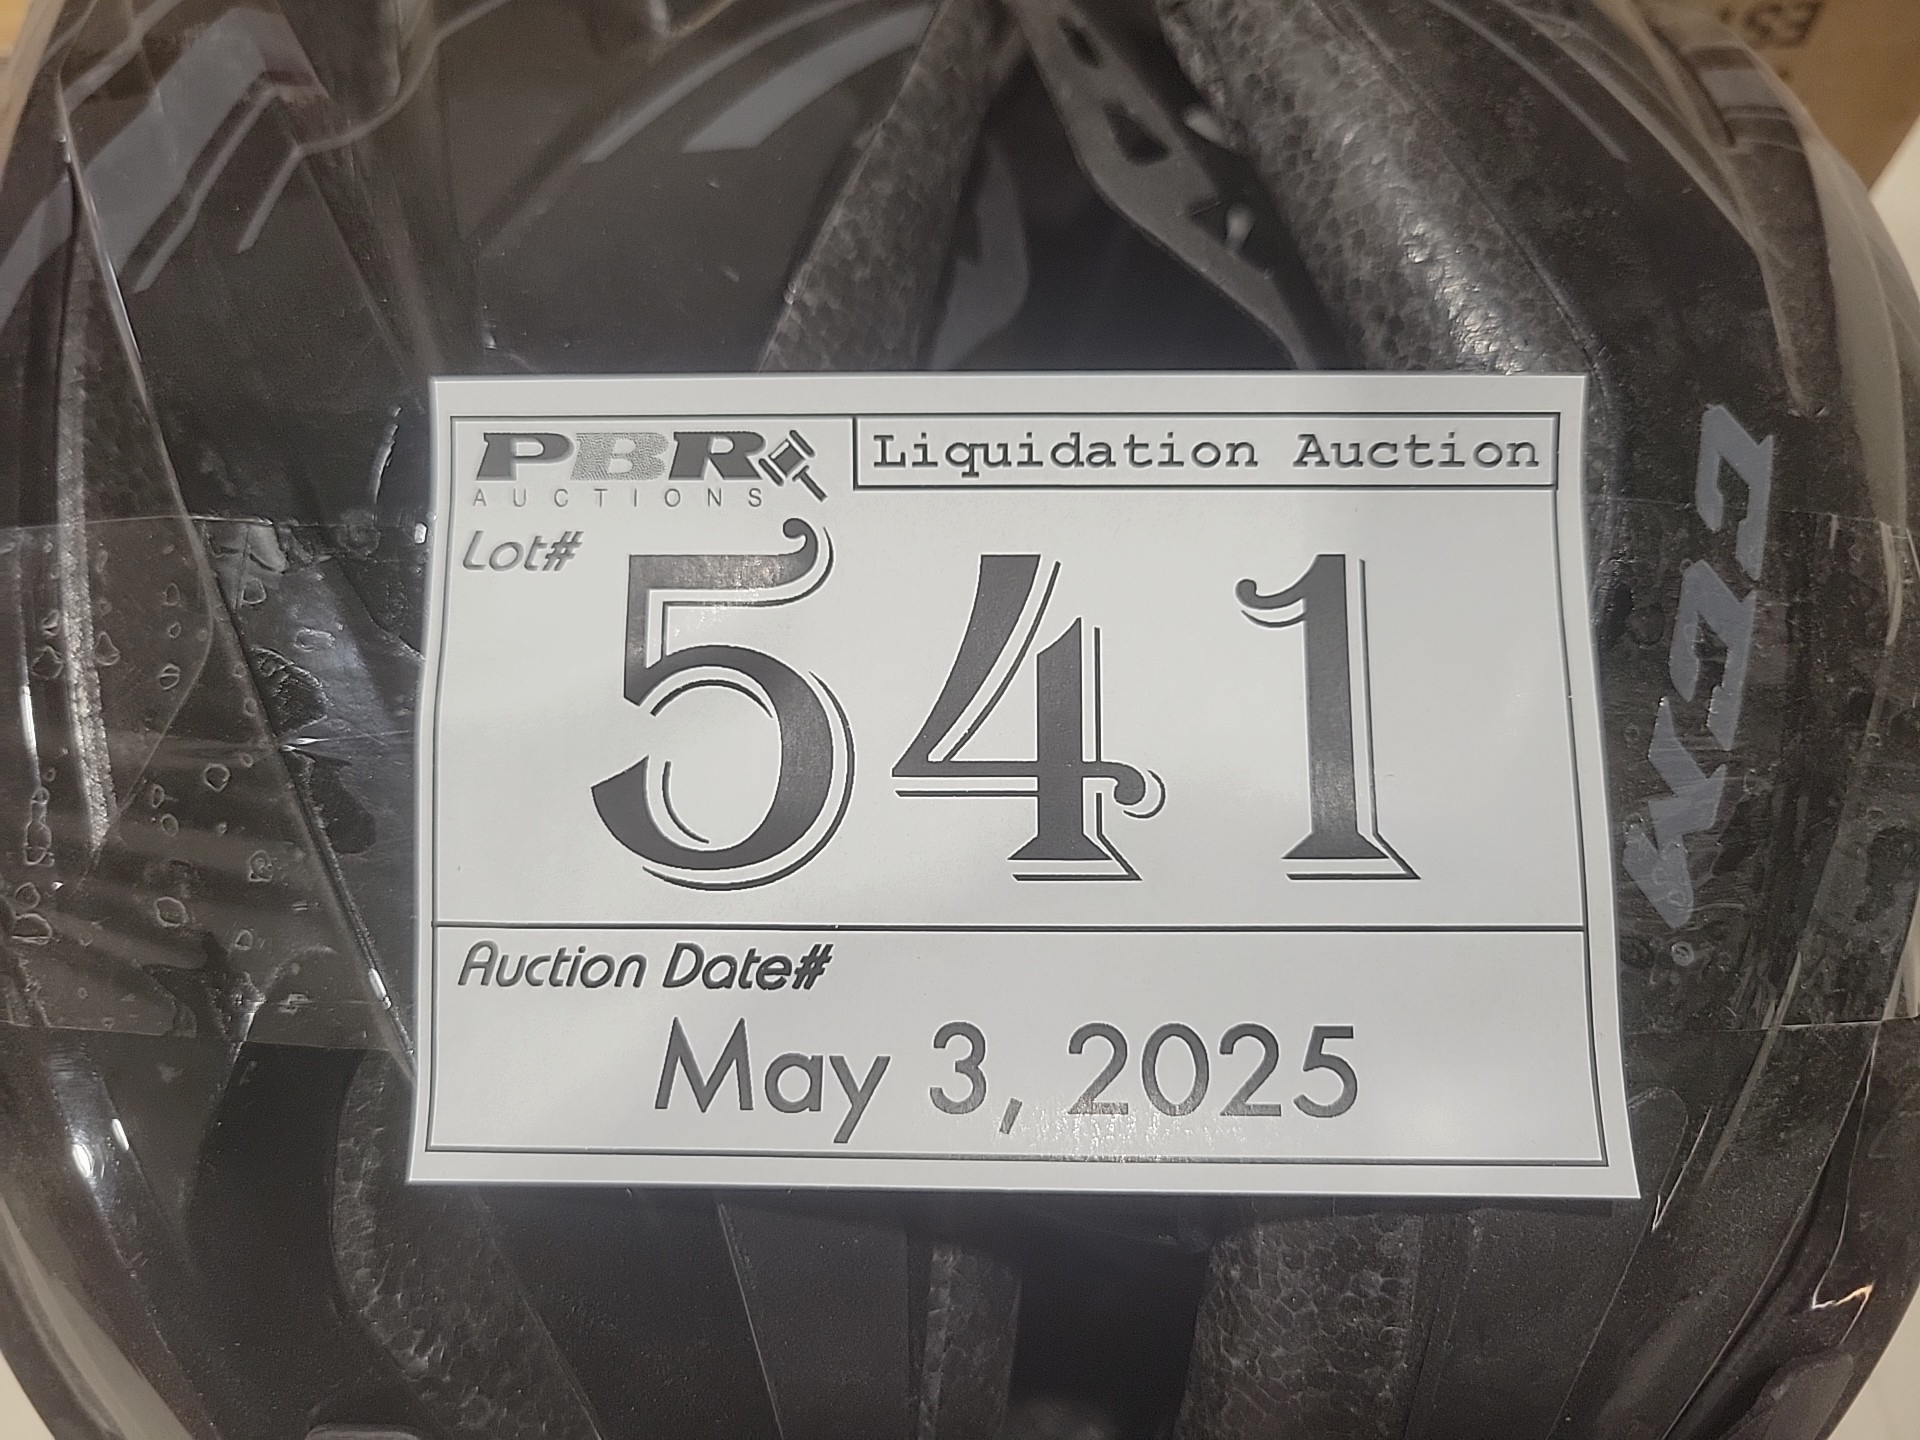 PBR
AUCTIONS
Liquidation Auction
Lot#
541
Auction Date#
May 3, 2025